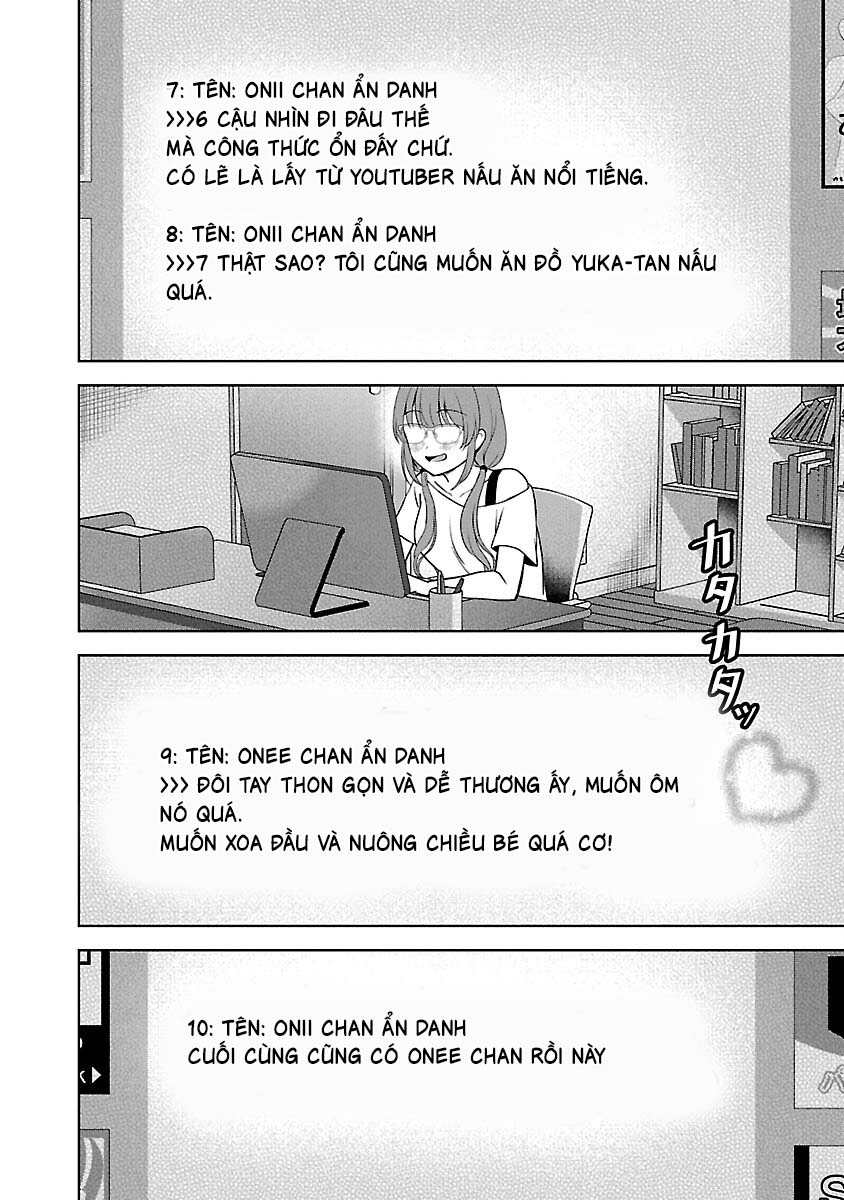 7: TÊN: ONII CHAN ẨN DANH
>>>6 CẬU NHÌN ĐI ĐÂU THẾ
MÀ CÔNG THỨC ỔN ĐẤY CHỨ.
CÓ LẼ LÀ LẤY TỪ YOUTUBER NẤU ĂN NỔI TIẾNG.
8: TÊN: ONII CHAN ẨN DANH
>>>7 THẬT SAO? TÔI CŨNG MUỐN ĂN ĐỒ YUKA-TAN NẤU
QUÁ.
カタカタッ
9: TÊN: ONEE CHAN ẨN DANH
>>> ĐÔI TAY THON GỌN VÀ DỄ THƯƠNG ẤY, MUỐN ÔM
NÓ QUÁ.
MUỐN XOA ĐẦU VÀ NUÔNG CHIỀU BÉ QUÁ CƠ!
10: TÊN: ONII CHAN ẨN DANH
CUỐI CÙNG CŨNG CÓ ONEE CHAN RỒI NÀY